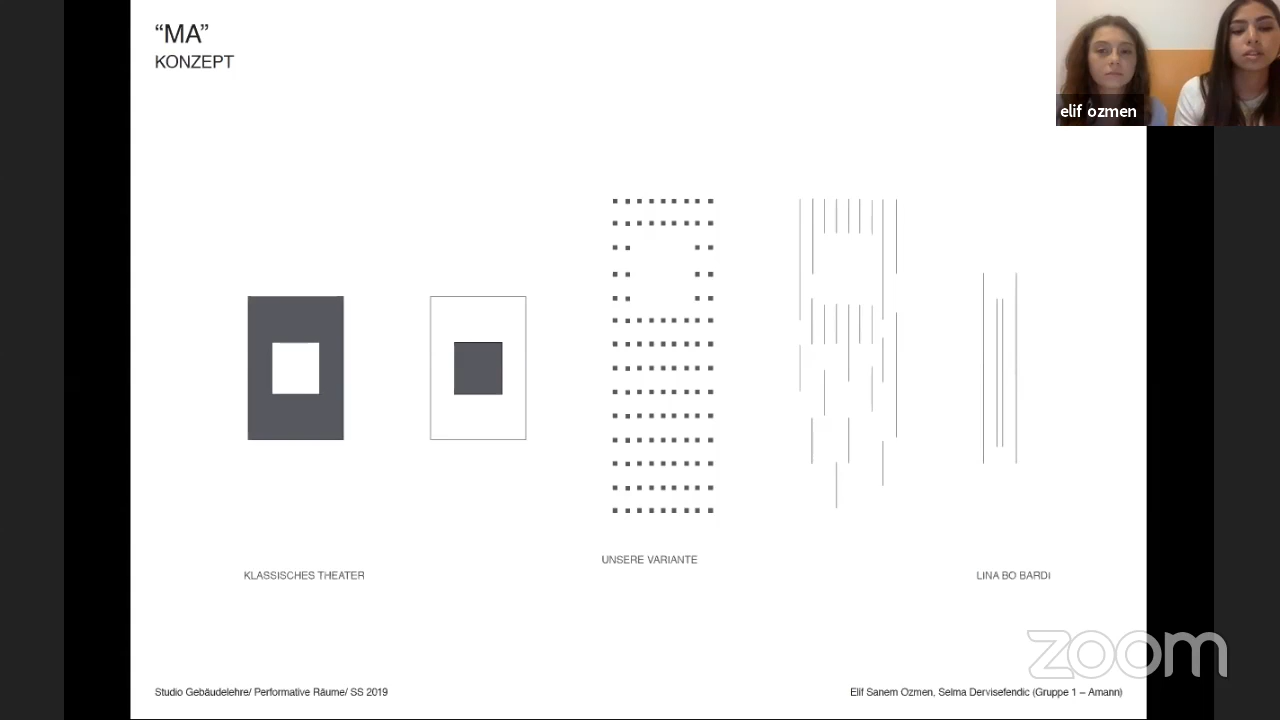 “MA”
KONZEPT
elif ozmen
UNSERE VARIANTE
KLASSISCHES THEATER
LINA BO BARDI
zoom
Studio Gebäudelehre/ Performative Räume/ SS 2019
Elif Sanem Ozmen, Selma Dervisefendic (Gruppe 1 – Amann)